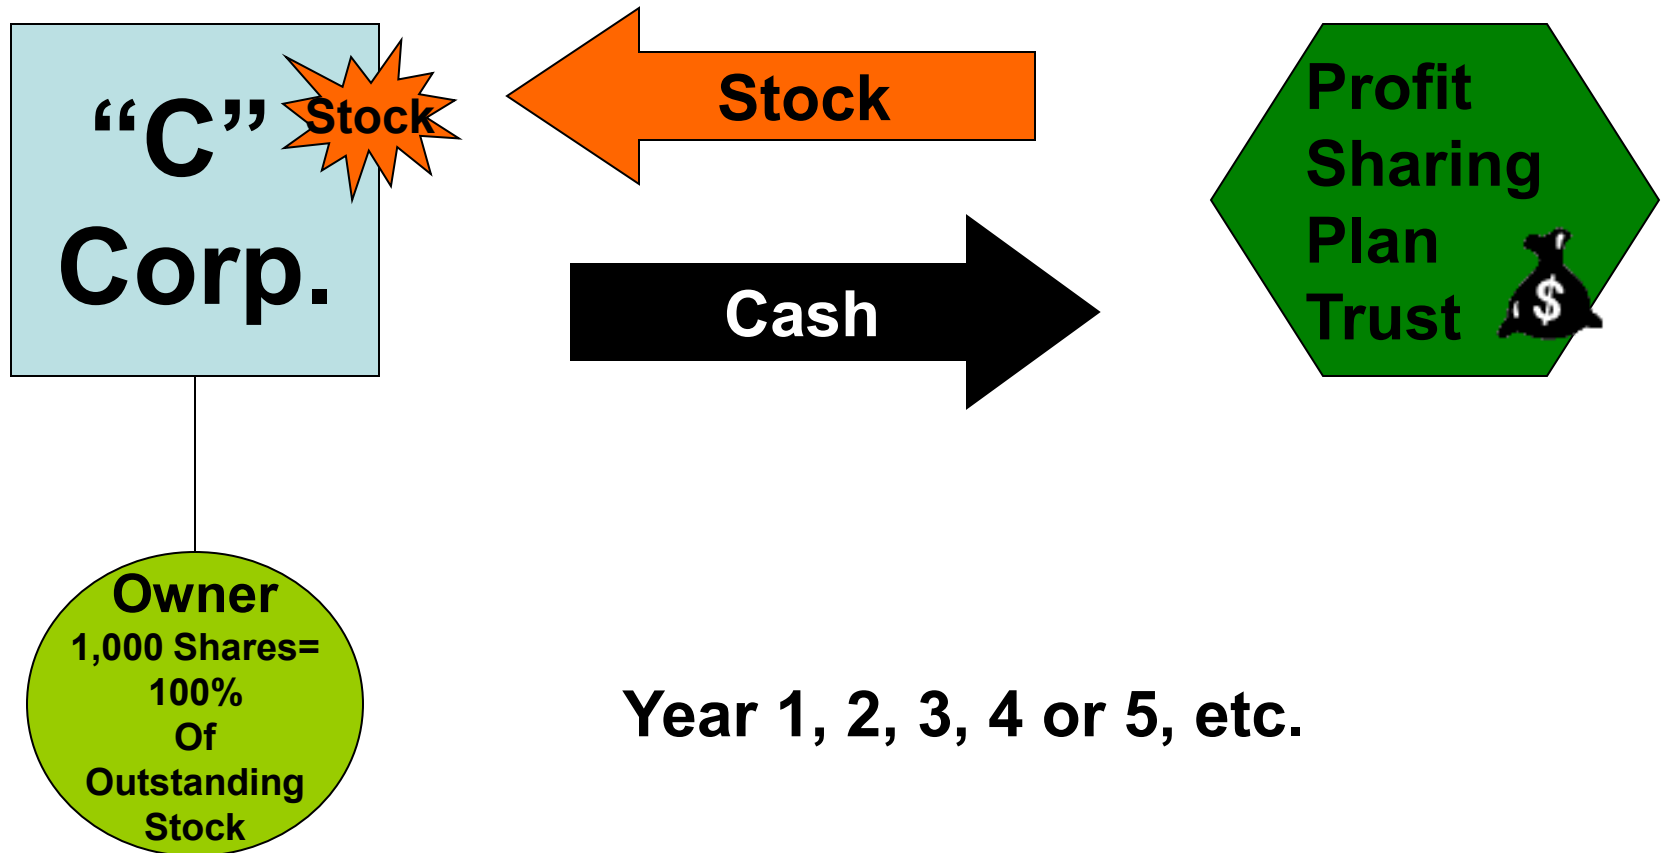 “C”
Corp.
Stock
Stock
Cash
Profit
Sharing
Plan
Trust
$
Owner
1,000 Shares=
100%
Of
Outstanding
Stock
Year 1, 2, 3, 4 or 5, etc.